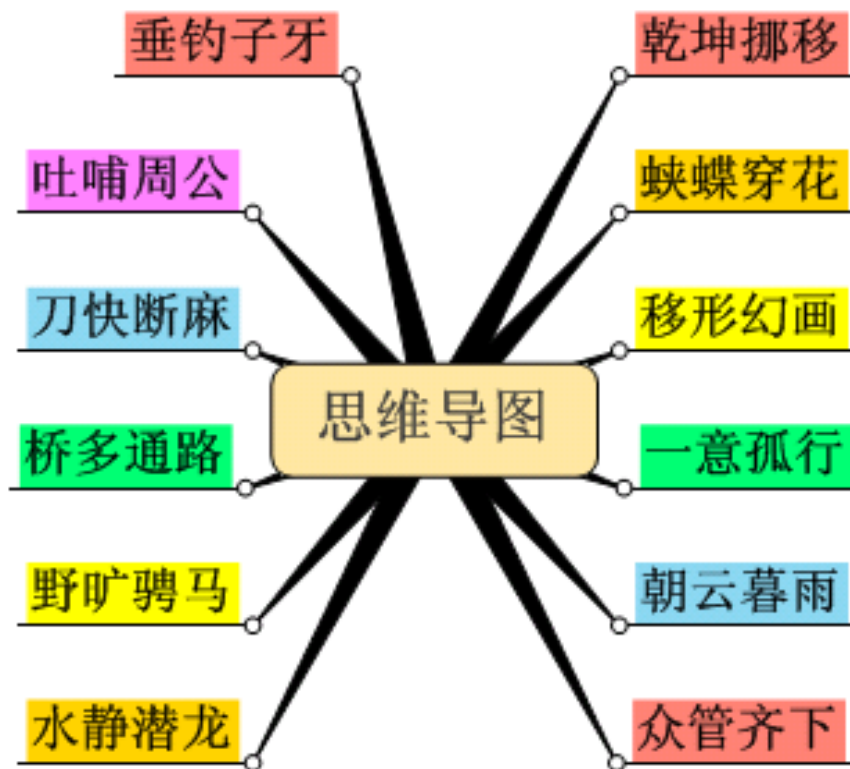 垂钓子牙
乾坤挪移
吐哺周公
蛱蝶穿花
刀快断麻
移形幻画
思维导图
桥多通路
一意孤行
野旷骋马
朝云暮雨
水静潜龙
众管齐下